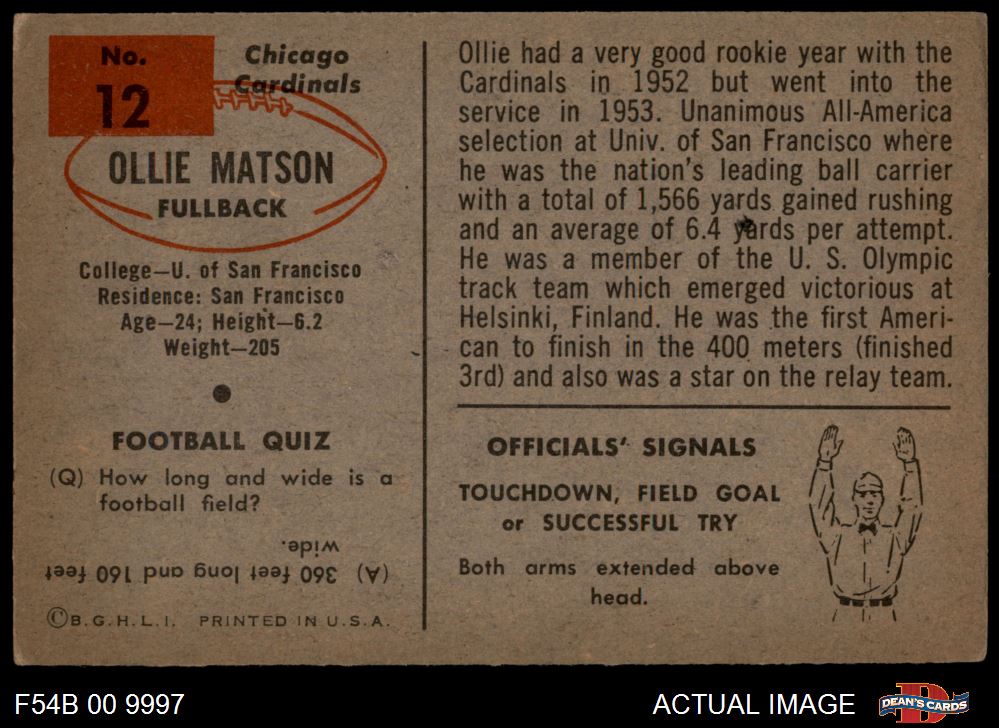 No.
12
Chicago
Cardinals
OLLIE MATSON
FULLBACK
College—U. of San Francisco
Residence: San Francisco
Age—24; Height—6.2
Weight—205
FOOTBALL QUIZ
(Q) How long and wide is a
football field?
(A) 360 feet long and 160 feet
wide.
©B.G.H.L.I. PRINTED IN U.S.A.
Ollie had a very good rookie year with the
Cardinals in 1952 but went into the
service in 1953. Unanimous All-America
selection at Univ. of San Francisco where
he was the nation's leading ball carrier
with a total of 1,566 yards gained rushing
and an average of 6.4 yards per attempt.
He was a member of the U. S. Olympic
track team which emerged victorious at
Helsinki, Finland. He was the first Ameri-
can to finish in the 400 meters (finished
3rd) and also was a star on the relay team.
OFFICIALS' SIGNALS
TOUCHDOWN, FIELD GOAL
or SUCCESSFUL TRY
Both arms extended above
head.
F54B 00 9997
ACTUAL IMAGE
DEAN'S CARDS